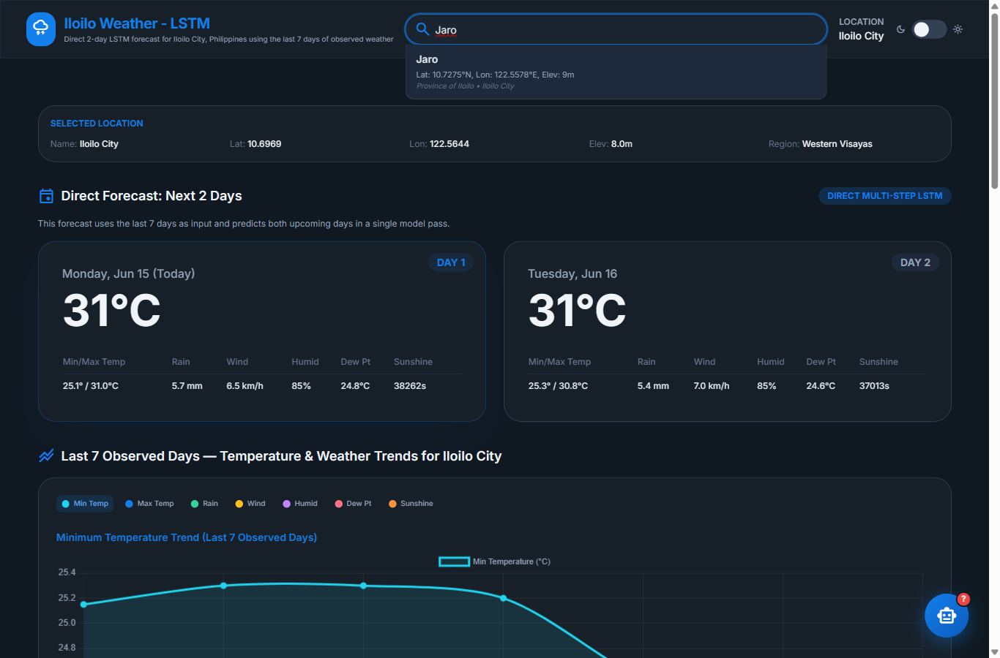 Iloilo Weather - LSTM
Direct 2-day LSTM forecast for Iloilo City, Philippines using the last 7 days of observed weather
Jaro
LOCATION
Iloilo City
Jaro
Lat: 10.7275°N, Lon: 122.5578°E, Elev: 9m
Province of Iloilo • Iloilo City
SELECTED LOCATION
Name: Iloilo City Lat: 10.6969 Lon: 122.5644 Elev: 8.0m Region: Western Visayas
Direct Forecast: Next 2 Days
DIRECT MULTI-STEP LSTM
This forecast uses the last 7 days as input and predicts both upcoming days in a single model pass.
DAY 1
Monday, Jun 15 (Today)
31°C
Min/Max Temp Rain Wind Humid Dew Pt Sunshine
25.1° / 31.0°C 5.7 mm 6.5 km/h 85% 24.8°C 38262s
DAY 2
Tuesday, Jun 16
31°C
Min/Max Temp Rain Wind Humid Dew Pt Sunshine
25.3° / 30.8°C 5.4 mm 7.0 km/h 85% 24.6°C 37013s
Last 7 Observed Days — Temperature & Weather Trends for Iloilo City
Min Temp Max Temp Rain Wind Humid Dew Pt Sunshine
Minimum Temperature Trend (Last 7 Observed Days)
Min Temperature (°C)
25.4
25.2
25.0
24.8
?